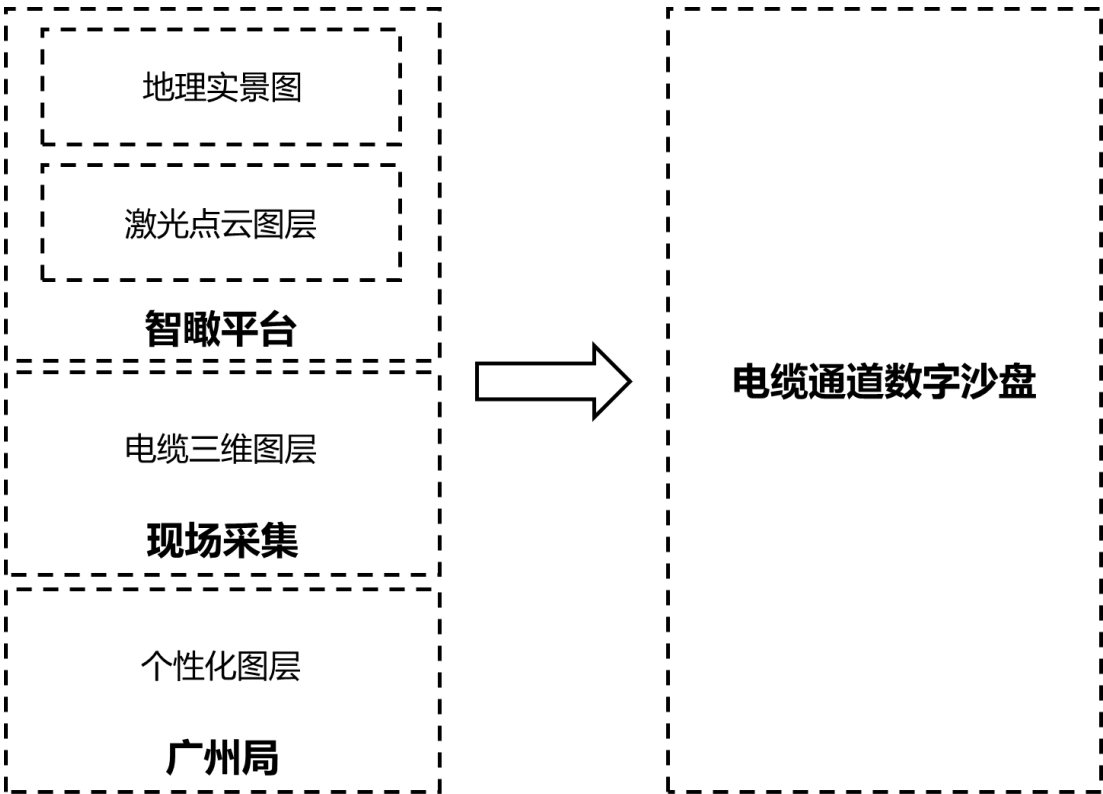 地理实景图
激光点云图层
智瞰平台
电缆三维图层
现场采集
个性化图层
广州局
电缆通道数字沙盘